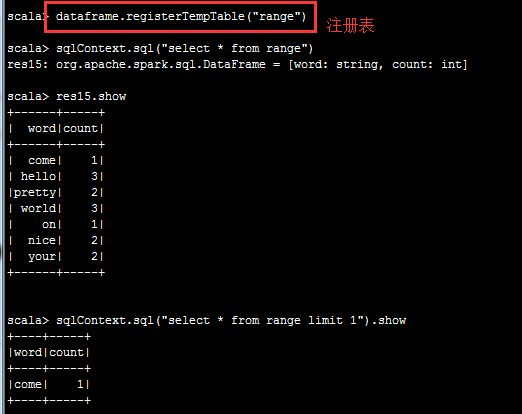 scala> dataframe.registerTempTable("range")
注册表
scala> sqlContext.sql("select * from range")
res15: org.apache.spark.sql.DataFrame = [word: string, count: int]
scala> res15.show
+------+-----+
|  word|count|
+------+-----+
|  come|    1|
| hello|    3|
|pretty|    2|
| world|    3|
|    on|    1|
|  nice|    2|
|  your|    2|
+------+-----+
scala> sqlContext.sql("select * from range limit 1").show
+----+-----+
|word|count|
+----+-----+
|come|    1|
+----+-----+